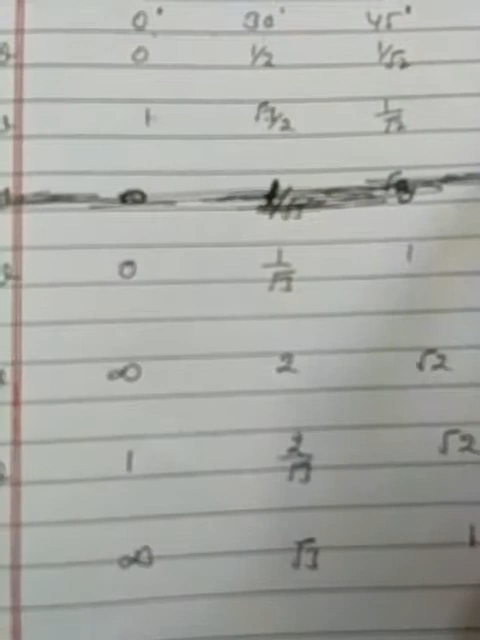 0° 30° 45°
0 1/2 1/√2
1 √3/2 1/√2
0 1/√3 1
∞ 2 √2
1 2/√3 √2
∞ √3 1